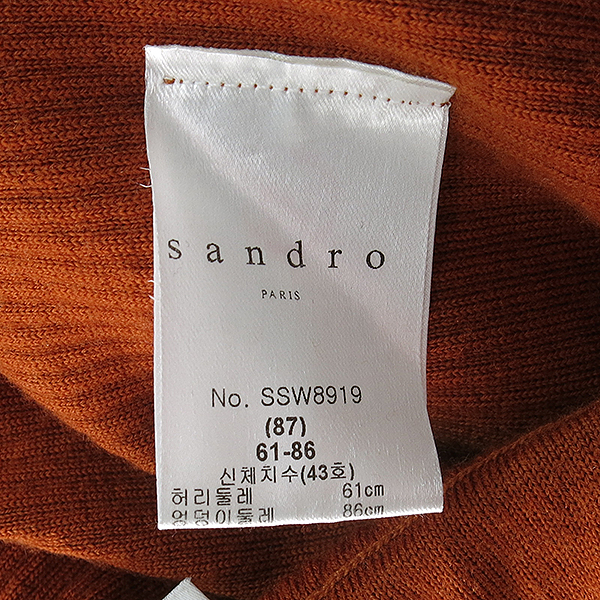 sandro
PARIS
No. SSW8919
(87)
61-86
신체치수(43호)
허리둘레 61cm
엉덩이둘레 86cm